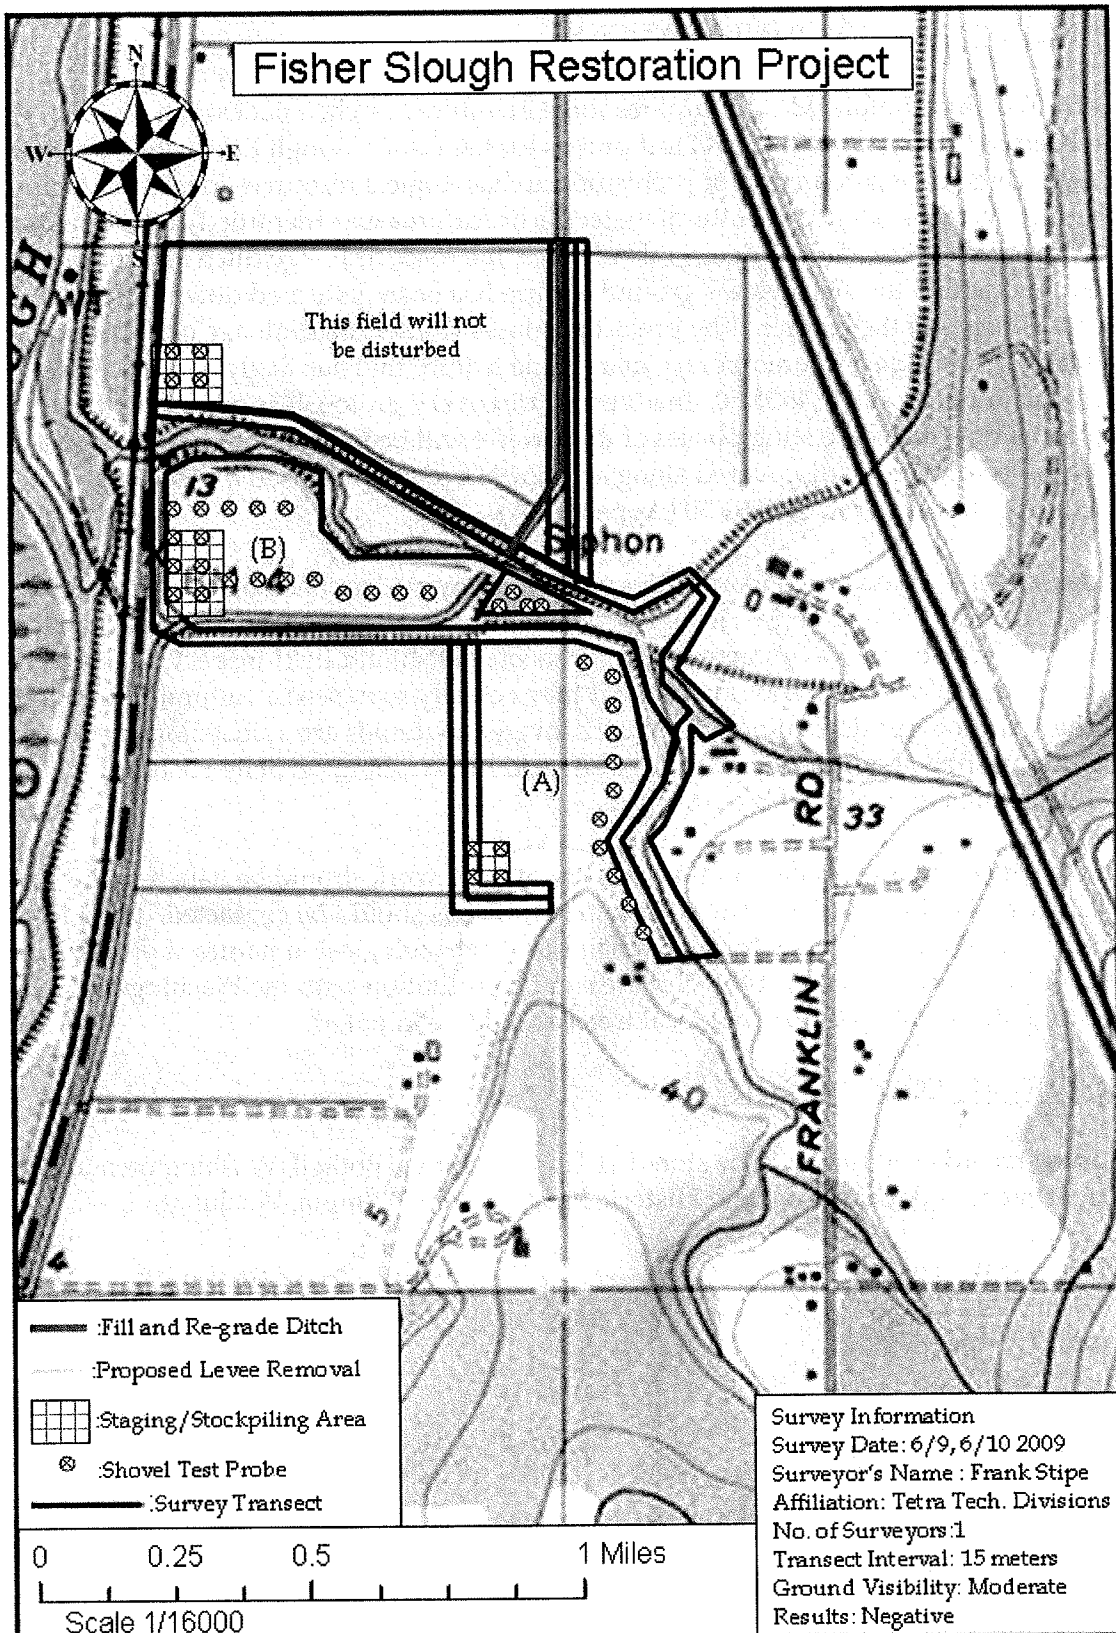 Fisher Slough Restoration Project
N
W
E
S
GH
WT
This field will not
be disturbed
13
(B)
Siphon
0
(A)
RD
33
FRANKLIN
40
5
4
:Fill and Re-grade Ditch
:Proposed Levee Removal
:Staging/Stockpiling Area
:Shovel Test Probe
:Survey Transect
0 0.25 0.5 1 Miles
Scale 1/16000
Survey Information
Survey Date: 6/9, 6/10 2009
Surveyor's Name : Frank Stipe
Affiliation: Tetra Tech. Divisions
No. of Surveyors:1
Transect Interval: 15 meters
Ground Visibility: Moderate
Results: Negative